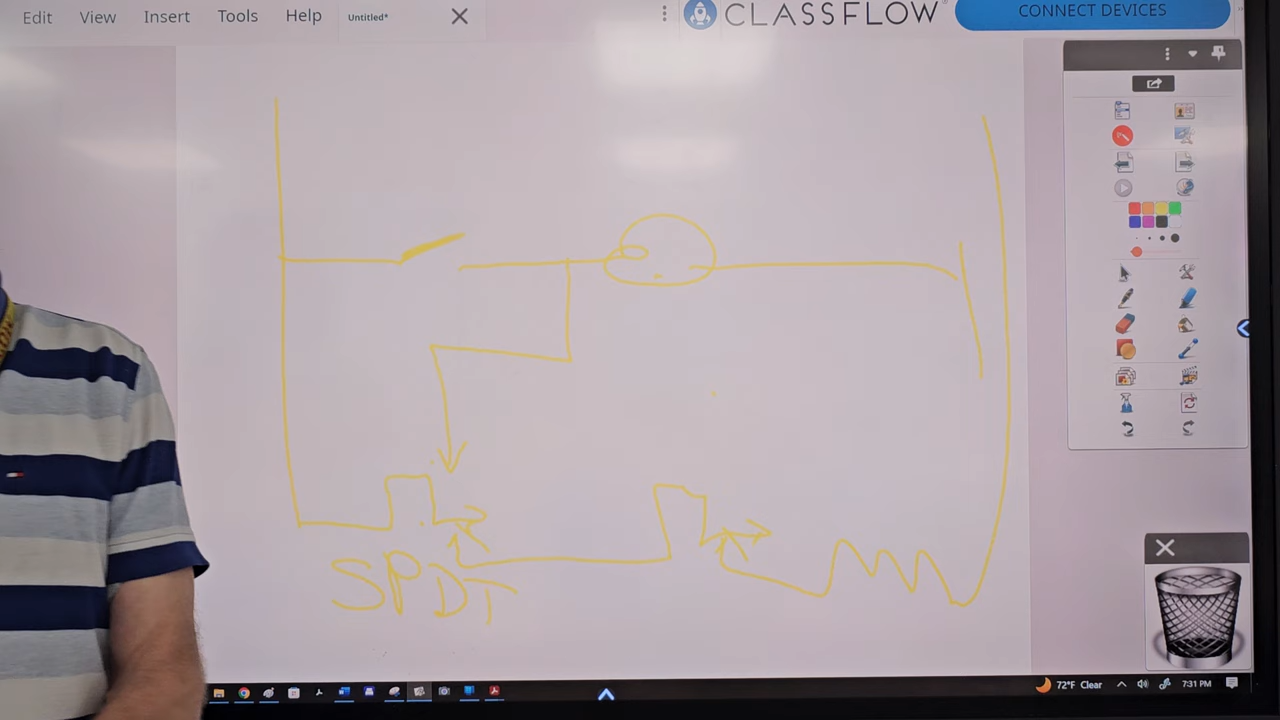 Edit View Insert Tools Help Untitled*
CLASSFLOW
CONNECT DEVICES
SPDT
72°F Clear
7:31 PM